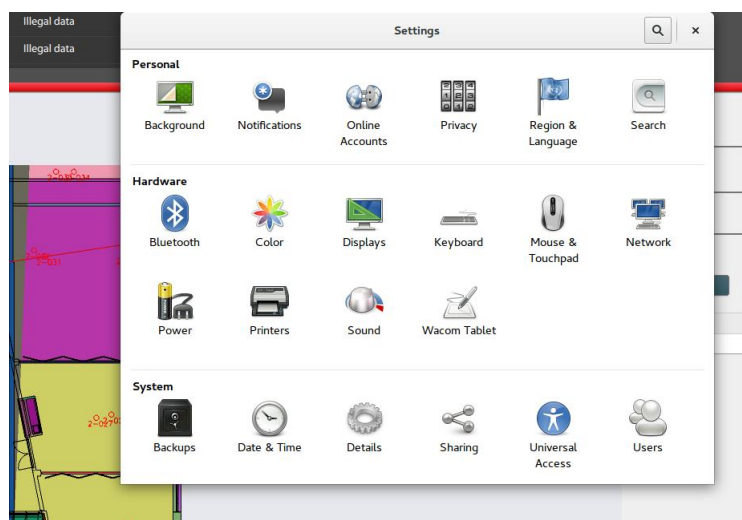 Illegal data
Illegal data
Settings
Personal
Background
Notifications
Online
Accounts
Privacy
Region &
Language
Search
Hardware
Bluetooth
Color
Displays
Keyboard
Mouse &
Touchpad
Network
Power
Printers
Sound
Wacom Tablet
System
Backups
Date & Time
Details
Sharing
Universal
Access
Users